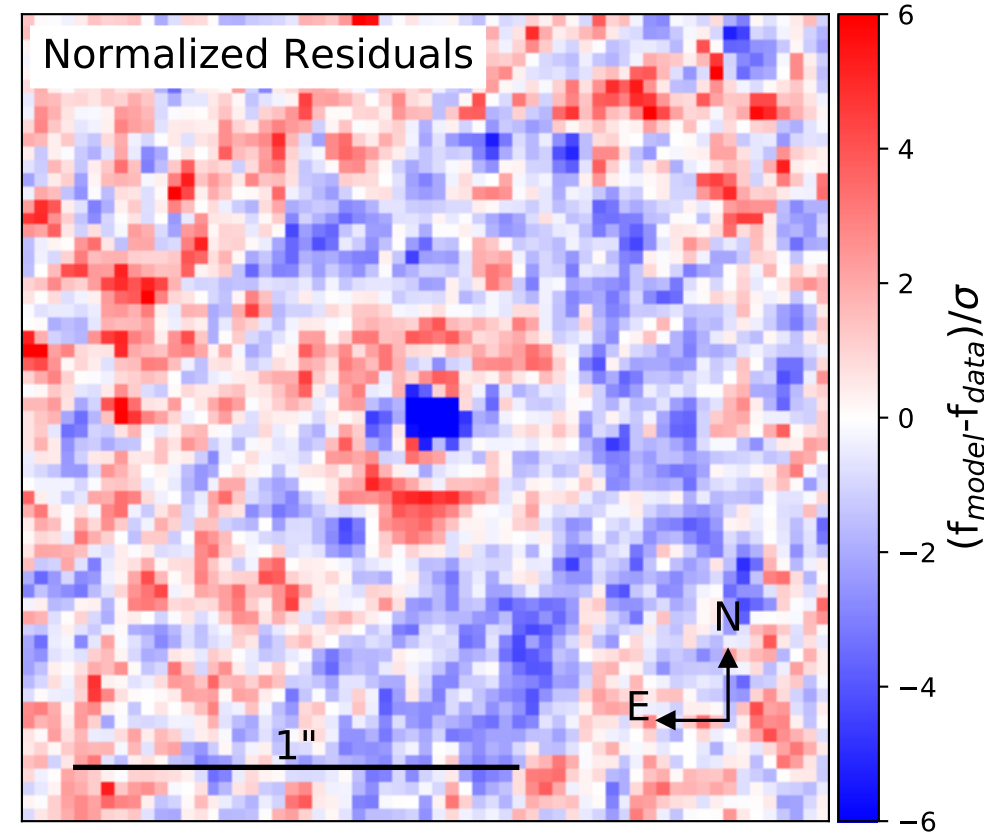 Normalized Residuals
6
4
2
0
−2
−4
−6
(f_model-f_data)/σ
N
E
1"